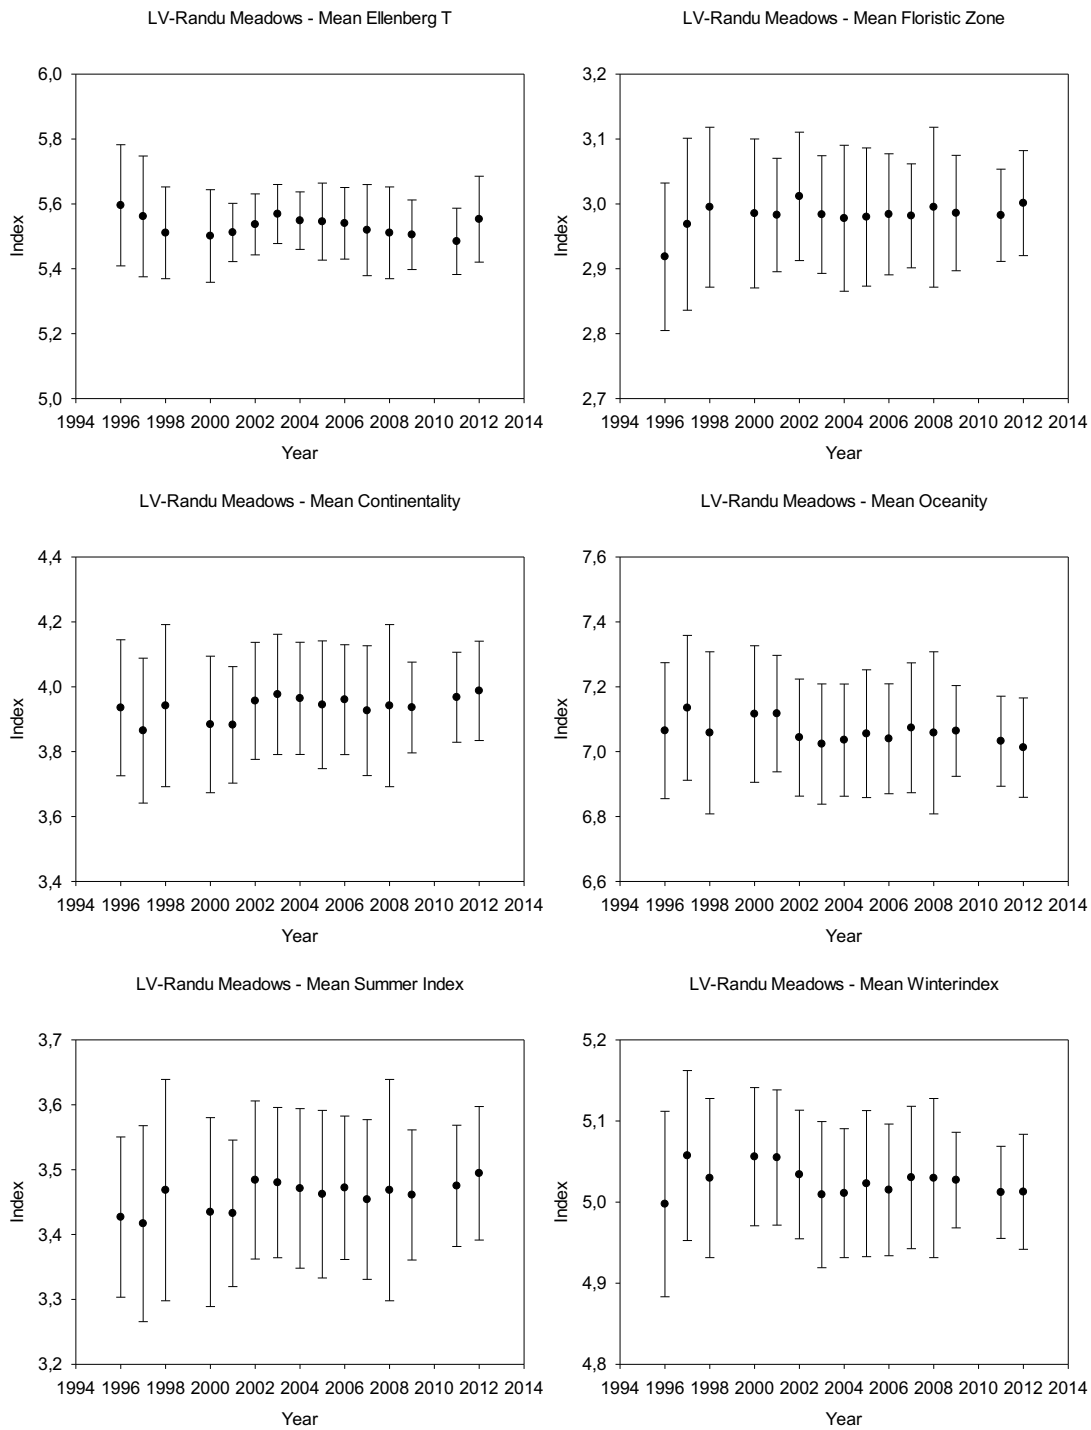 LV-Randu Meadows - Mean Ellenberg T
6,0
5,8
5,6
5,4
5,2
5,0
Index
1994 1996 1998 2000 2002 2004 2006 2008 2010 2012 2014
Year
LV-Randu Meadows - Mean Floristic Zone
3,2
3,1
3,0
2,9
2,8
2,7
Index
1994 1996 1998 2000 2002 2004 2006 2008 2010 2012 2014
Year
LV-Randu Meadows - Mean Continentality
4,4
4,2
4,0
3,8
3,6
3,4
Index
1994 1996 1998 2000 2002 2004 2006 2008 2010 2012 2014
Year
LV-Randu Meadows - Mean Oceanity
7,6
7,4
7,2
7,0
6,8
6,6
Index
1994 1996 1998 2000 2002 2004 2006 2008 2010 2012 2014
Year
LV-Randu Meadows - Mean Summer Index
3,7
3,6
3,5
3,4
3,3
3,2
Index
1994 1996 1998 2000 2002 2004 2006 2008 2010 2012 2014
Year
LV-Randu Meadows - Mean Winterindex
5,2
5,1
5,0
4,9
4,8
Index
1994 1996 1998 2000 2002 2004 2006 2008 2010 2012 2014
Year